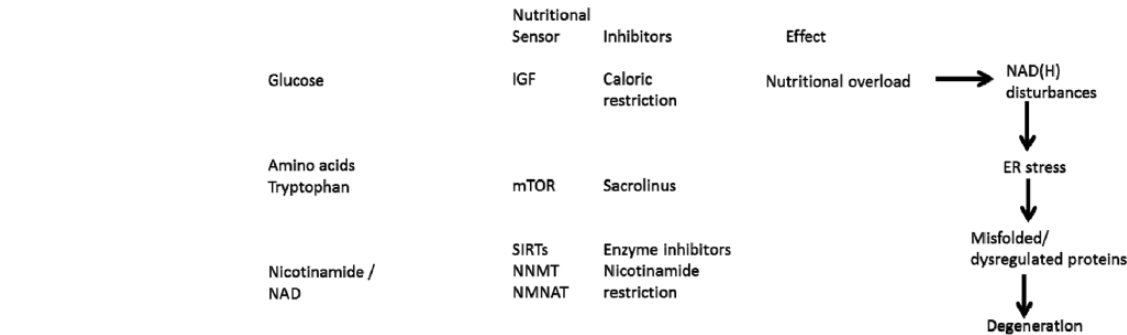 Nutritional
Sensor Inhibitors Effect
Glucose IGF Caloric
restriction Nutritional overload NAD(H)
disturbances
Amino acids
Tryptophan mTOR Sacrolinus ER stress
SIRTs Enzyme inhibitors Misfolded/
dysregulated proteins
Nicotinamide / NNMT Nicotinamide
NAD NMNAT restriction
Degeneration